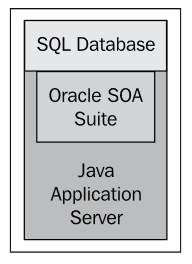 SQL Database
Oracle SOA
Suite
Java
Application
Server